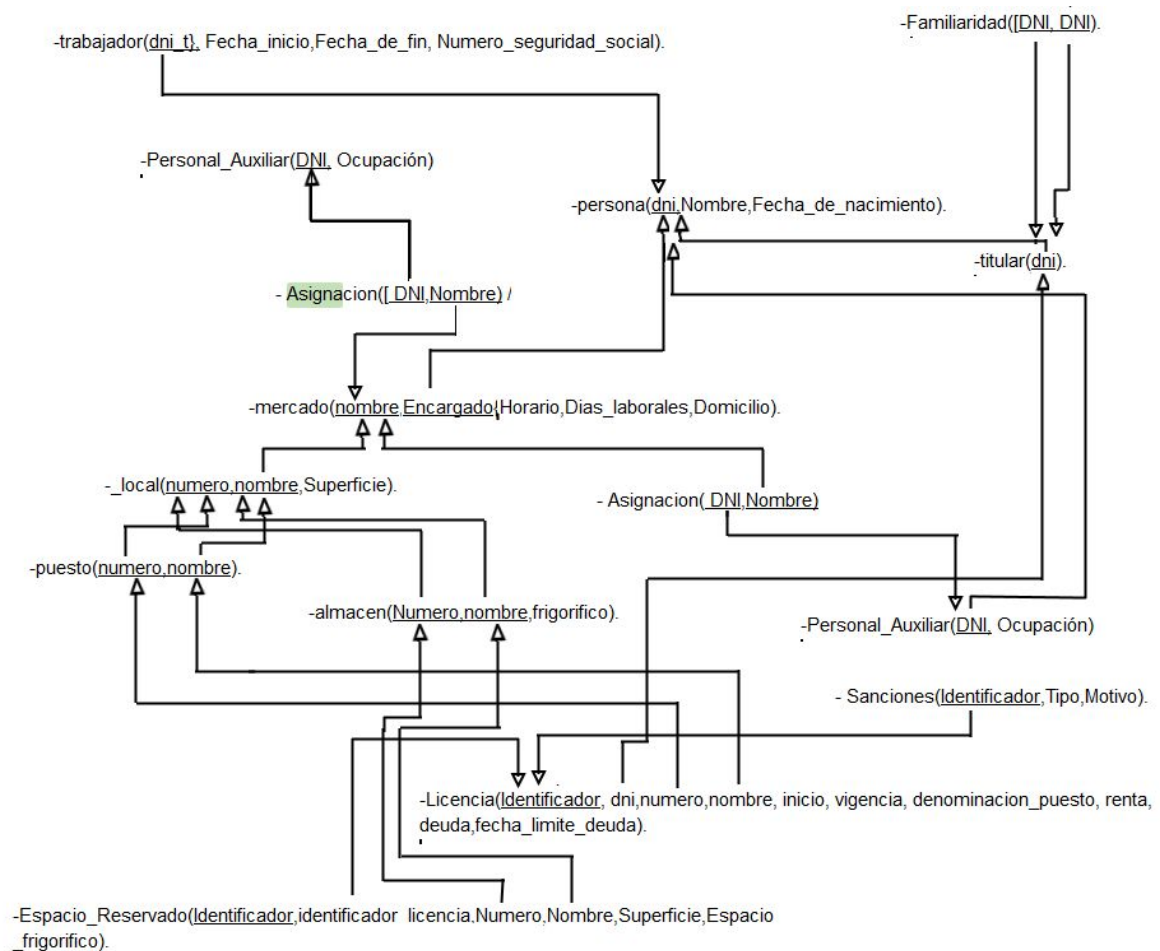 -Familiaridad([DNI, DNI).
-trabajador(dni_t}, Fecha_inicio,Fecha_de_fin, Numero_seguridad_social).
-Personal_Auxiliar(DNI, Ocupación)
-persona(dni,Nombre,Fecha_de_nacimiento).
-titular(dni).
- Asignacion([ DNI,Nombre) /
-mercado(nombre,Encargado{Horario,Dias_laborales,Domicilio).
-_local(numero,nombre,Superficie).
- Asignacion( DNI,Nombre)
-puesto(numero,nombre).
-almacen(Numero,nombre,frigorifico).
-Personal_Auxiliar(DNI, Ocupación)
- Sanciones(Identificador,Tipo,Motivo).
-Licencia(Identificador, dni,numero,nombre, inicio, vigencia, denominacion_puesto, renta,
deuda,fecha_limite_deuda).
-Espacio_Reservado(Identificador,identificador_licencia,Numero,Nombre,Superficie,Espacio
_frigorifico).